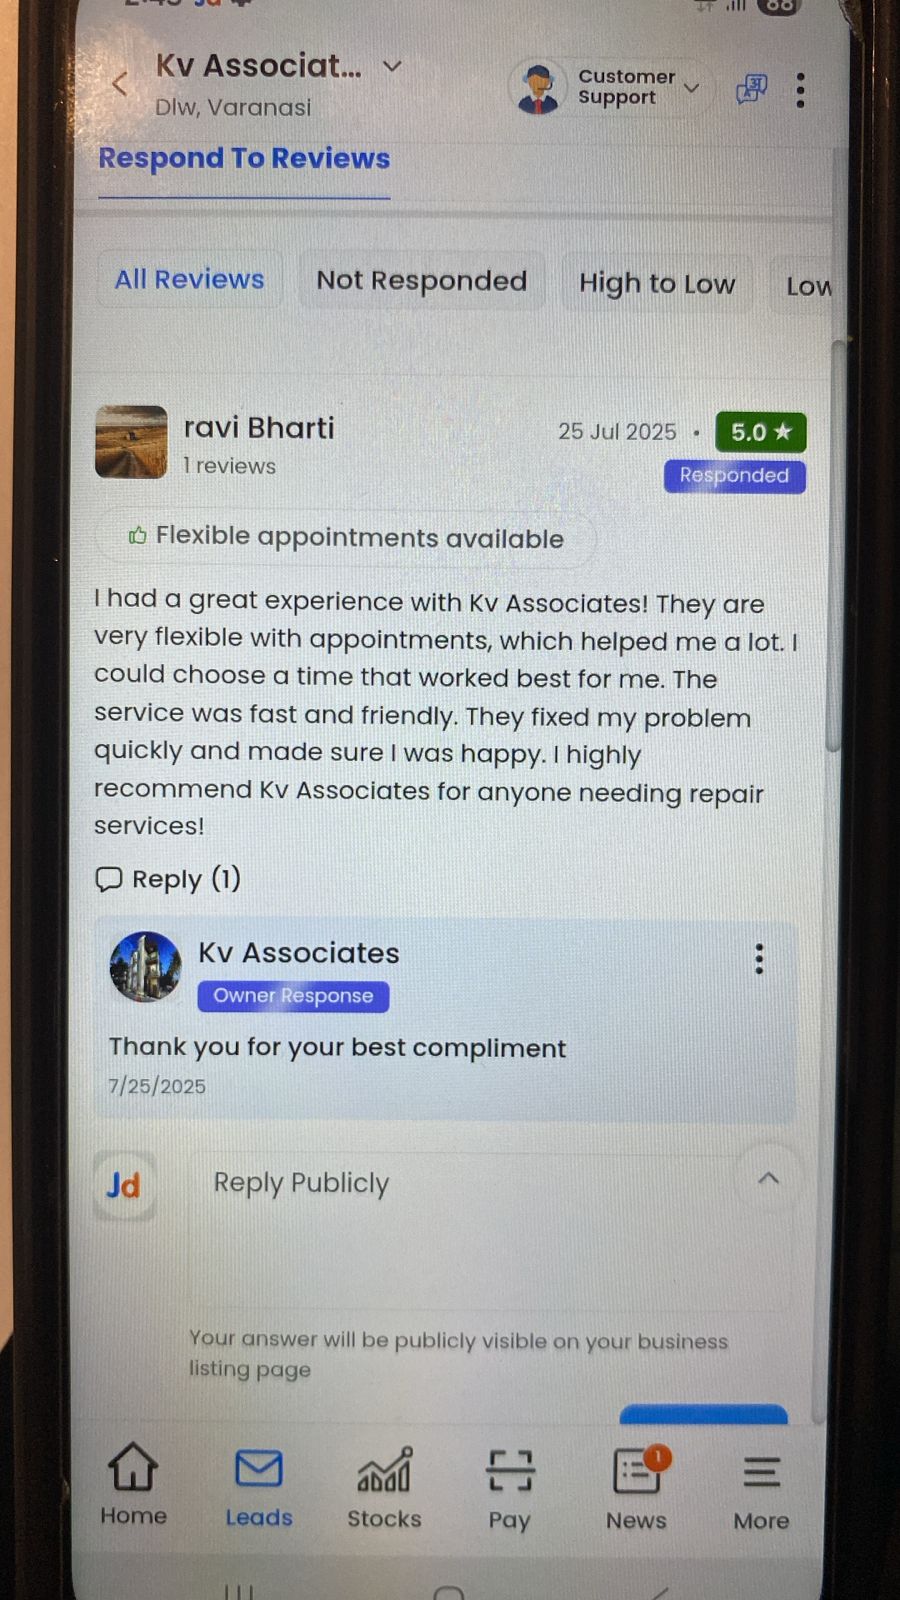 Kv Associat...
Dlw, Varanasi
Customer
Support
Respond To Reviews
All Reviews
Not Responded
High to Low
Low
ravi Bharti
25 Jul 2025 • 5.0 ★
1 reviews
Responded
Flexible appointments available
I had a great experience with Kv Associates! They are
very flexible with appointments, which helped me a lot. I
could choose a time that worked best for me. The
service was fast and friendly. They fixed my problem
quickly and made sure I was happy. I highly
recommend Kv Associates for anyone needing repair
services!
Reply (1)
Kv Associates
Owner Response
Thank you for your best compliment
7/25/2025
Jd
Reply Publicly
Your answer will be publicly visible on your business
listing page
1
Home
Leads
Stocks
Pay
News
More